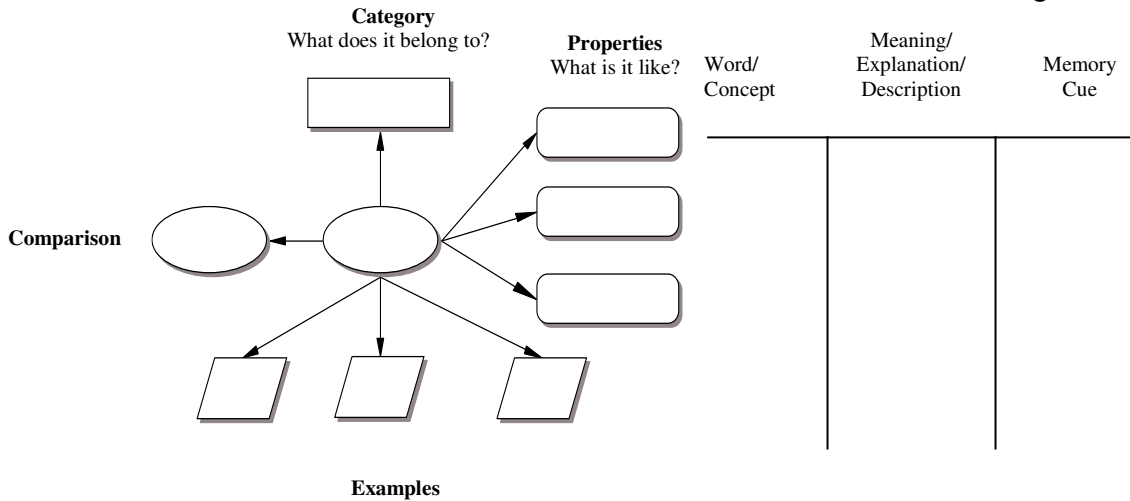 Category
What does it belong to?
Properties
What is it like?
Comparison
Examples
Word/
Concept
Meaning/
Explanation/
Description
Memory
Cue